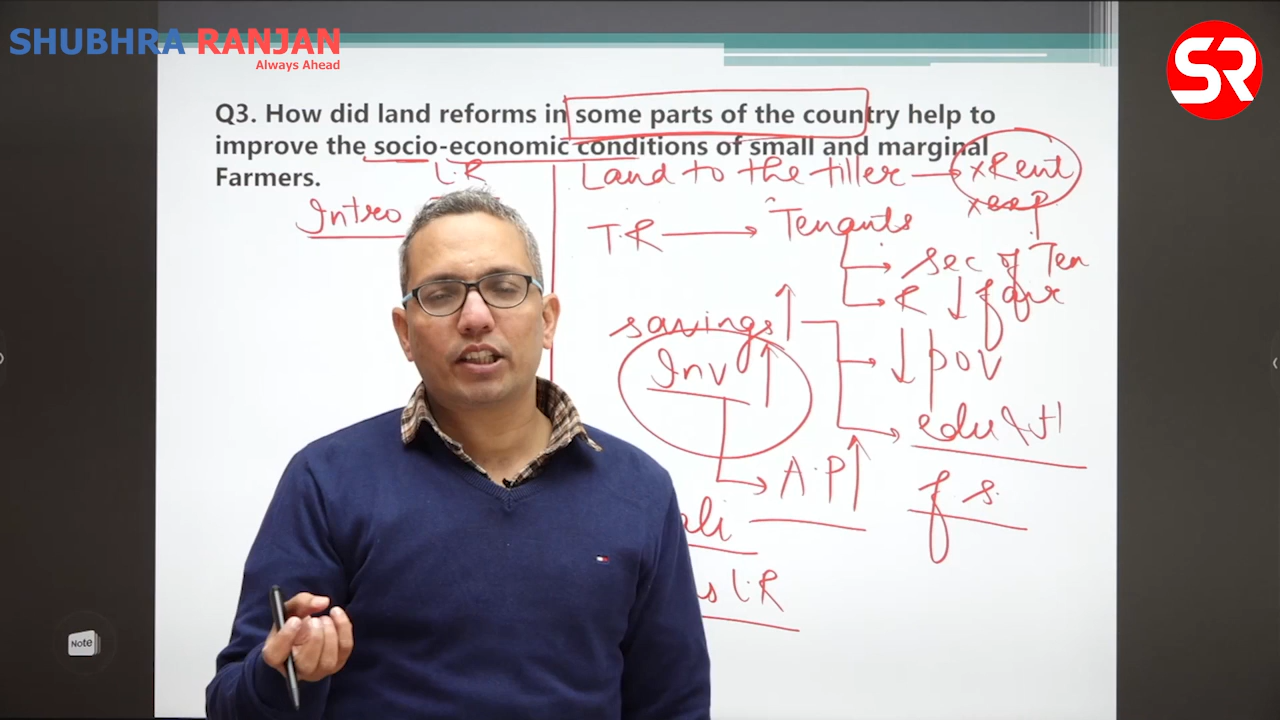 SHUBHRA RANJAN
Always Ahead
SR
Q3. How did land reforms in some parts of the country help to
improve the socio-economic conditions of small and marginal
Farmers.
L.R
Intro
Land to the tiller → xRent
xexp
T.R → Tenants
→ Sec of Ten
→ R ↓ fair
savings ↑
Inv ↑
→ ↓ pov
→ edu
→ A.P ↑
f s.
L.R
Note